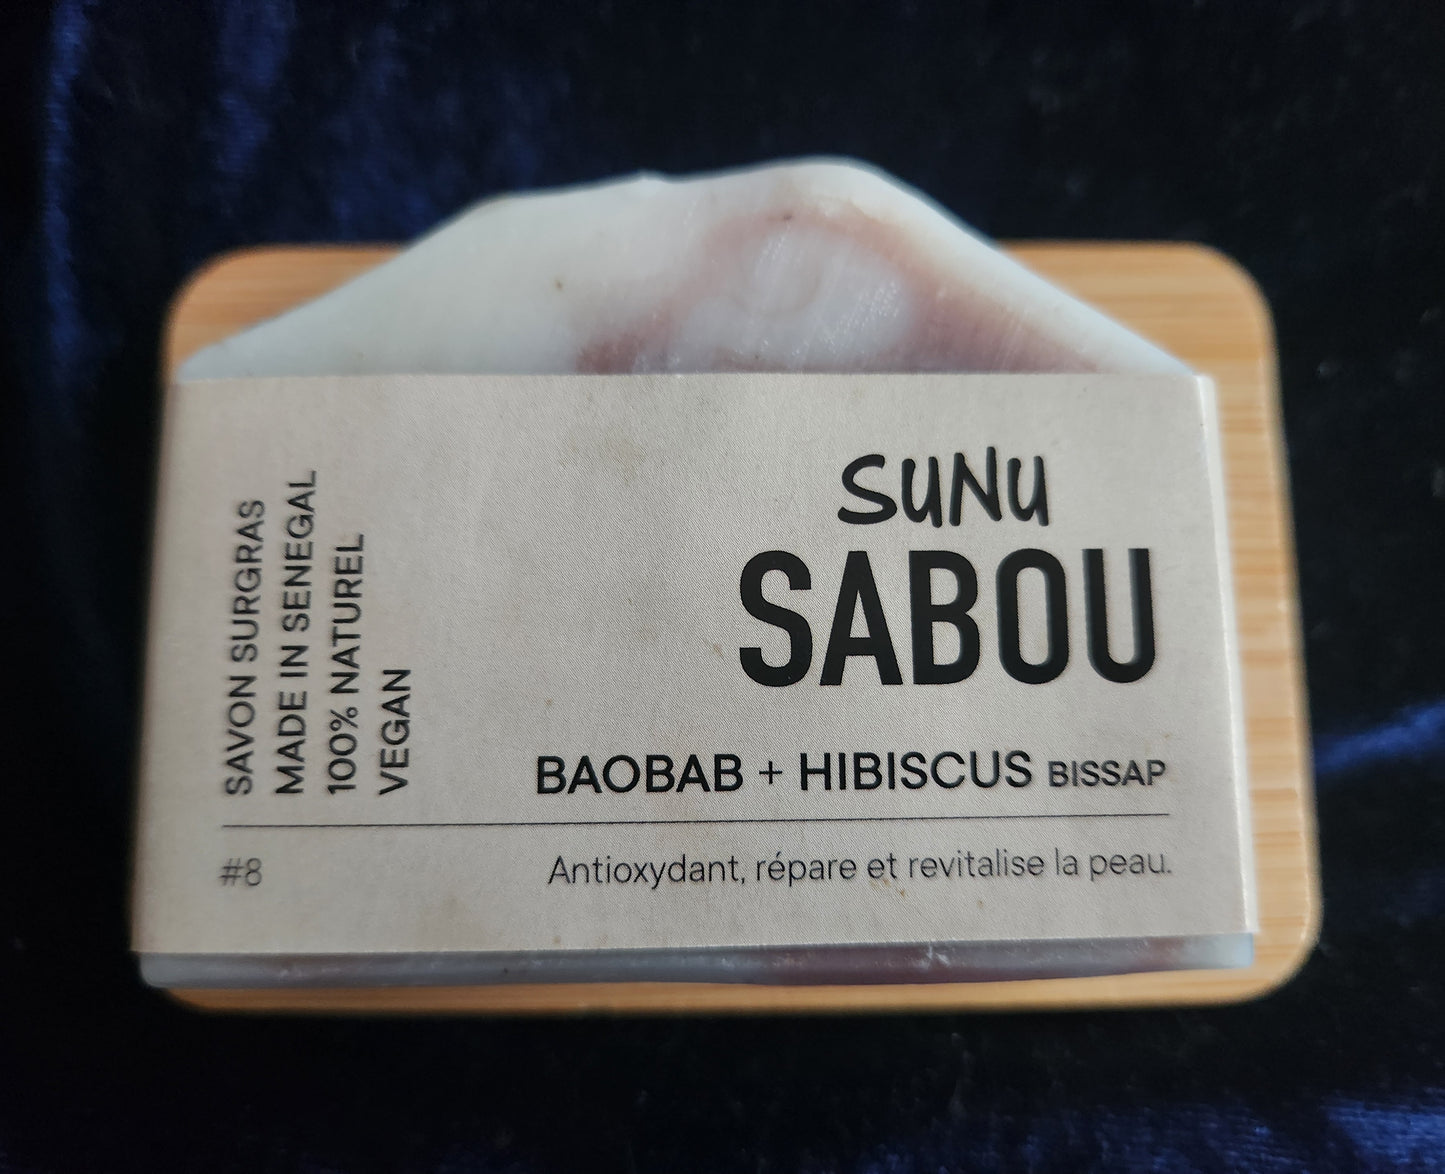 SAVON SURGRAS
MADE IN SENEGAL
100% NATUREL
VEGAN
SUNU
SABOU
BAOBAB + HIBISCUS BISSAP
#8
Antioxydant, répare et revitalise la peau.